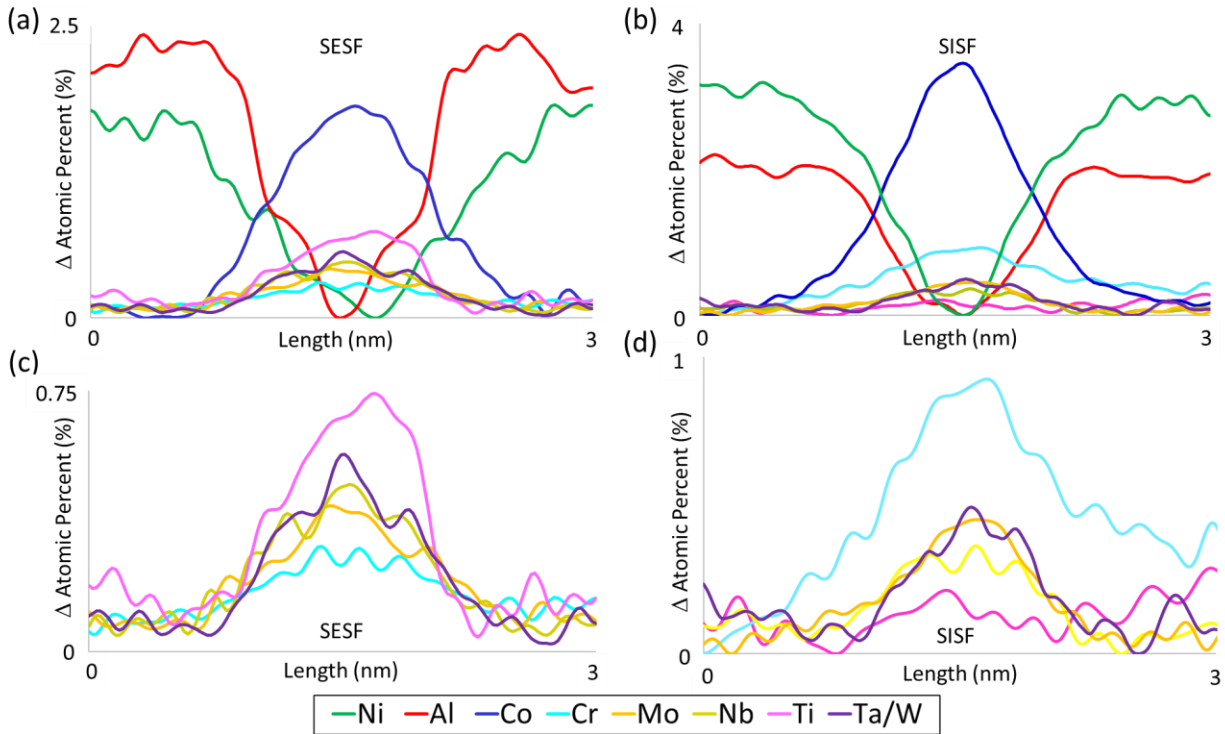 (a)
2.5
SESF
Δ Atomic Percent (%)
0
0
Length (nm)
3
(b)
4
SISF
Δ Atomic Percent (%)
0
0
Length (nm)
3
(c)
0.75
Δ Atomic Percent (%)
SESF
0
0
Length (nm)
3
(d)
1
Δ Atomic Percent (%)
SISF
0
0
Length (nm)
3
Ni Al Co Cr Mo Nb Ti Ta/W